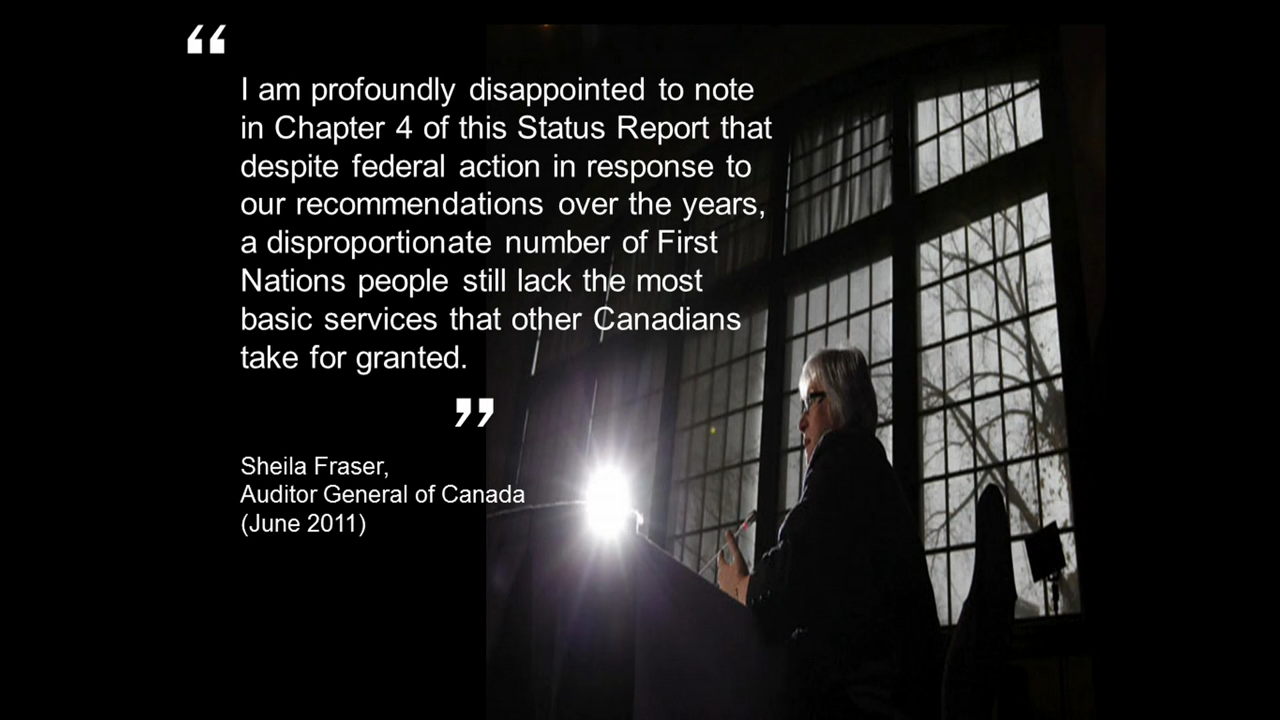 “
I am profoundly disappointed to note
in Chapter 4 of this Status Report that
despite federal action in response to
our recommendations over the years,
a disproportionate number of First
Nations people still lack the most
basic services that other Canadians
take for granted.
”
Sheila Fraser,
Auditor General of Canada
(June 2011)